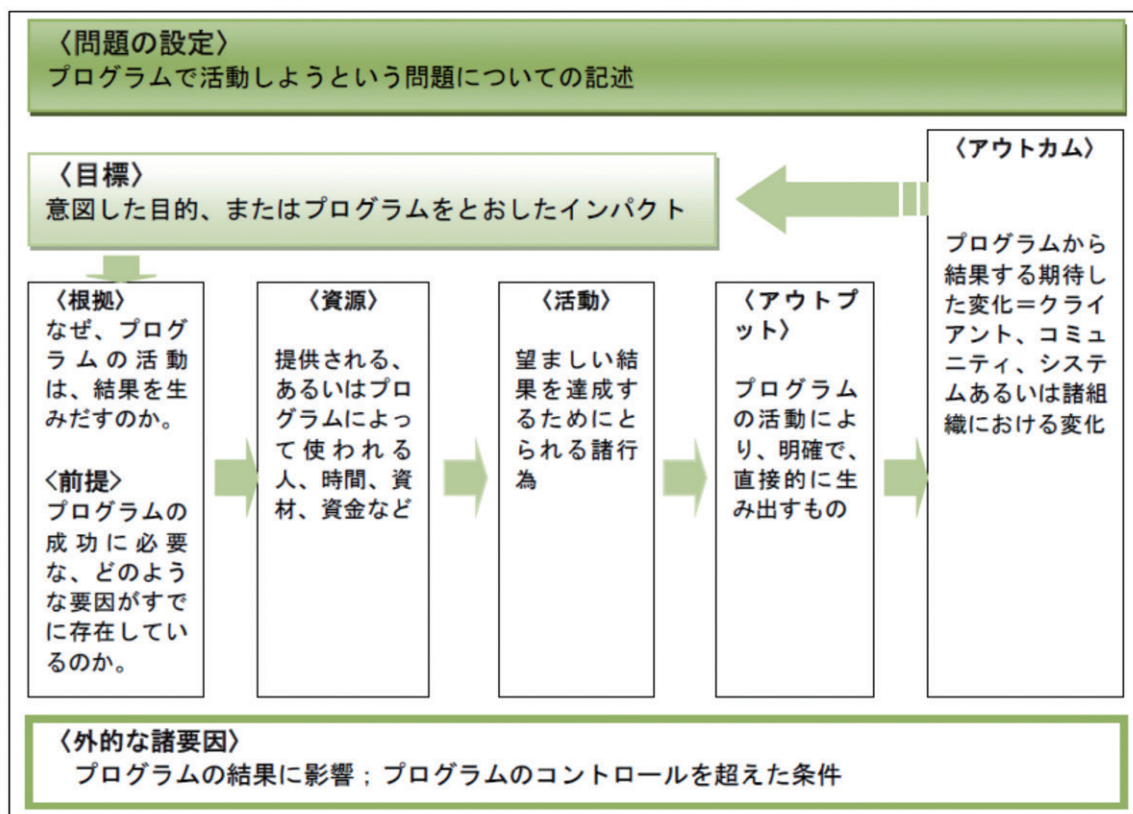 〈問題の設定〉
プログラムで活動しようという問題についての記述
〈目標〉
意図した目的、またはプログラムをとおしたインパクト
〈根拠〉
なぜ、プログ
ラムの活動
は、結果を生
みだすのか。
<前提>
プログラムの
成功に必要
な、どのよう
な要因がすで
に存在してい
るのか。
〈資源〉
提供される、
あるいはプロ
グラムによっ
て使われる
人、時間、資
材、資金など
〈活動〉
望ましい結
果を達成す
るためにと
られる諸行
為
〈アウトプ
ット〉
プログラム
の活動によ
り、明確で、
直接的に生
み出すもの
〈アウトカム〉
プログラムから
結果する期待し
た変化＝クライ
アント、コミュ
ニティ、システ
ムあるいは諸組
織における変化
〈外的な諸要因〉
プログラムの結果に影響；プログラムのコントロールを超えた条件